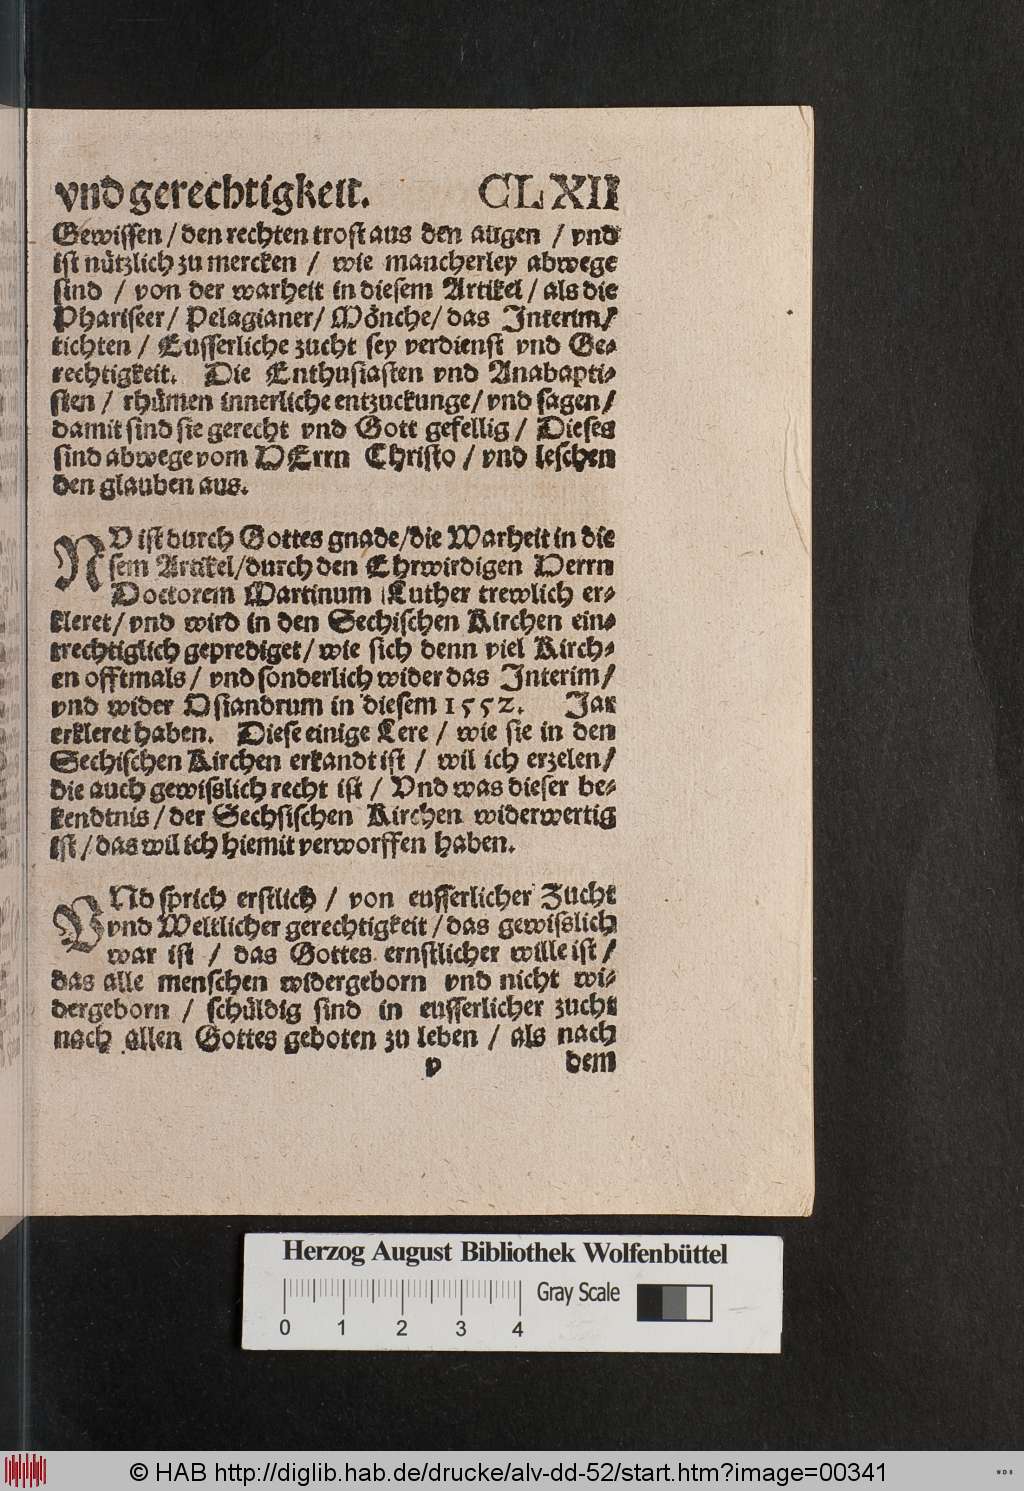 vnd gerechtigkeit. CLXII
Gewissen / den rechten trost aus den augen / vnd
ist nützlich zu mercken / wie mancherley abwege
sind / von der warheit in diesem Artikel / als die
Phariseer / Pelagianer / Mönche / das Interim /
tichten / Eusserliche zucht sey verdienst vnd Ge-
rechtigkeit. Die Enthusiasten vnd Anabapti-
sten / rhümen innerliche entzuckunge / vnd sagen /
damit sind sie gerecht vnd Gott gefellig / Dieses
sind abwege vom HErrn Christo / vnd leschen
den glauben aus.
NV ist durch Gottes gnade / die Warheit in die
sem Artikel / durch den Ehrwirdigen Herrn
Doctorem Martinum Luther trewlich er-
kleret / vnd wird in den Sechischen Kirchen ein-
trechtiglich geprediget / wie sich denn viel Kirch-
en offtmals / vnd sonderlich wider das Interim /
vnd wider Osiandrum in diesem 1552. Jar
erkleret haben. Diese einige Lere / wie sie in den
Sechischen Kirchen erkandt ist / wil ich erzelen /
die auch gewisslich recht ist / Vnd was dieser be-
kendtnis / der Sechsischen Kirchen widerwertig
ist / das wil ich hiemit verworffen haben.
VNd sprich erstlich / von eusserlicher Zucht
vnd Weltlicher gerechtigkeit / das gewisslich
war ist / das Gottes ernstlicher wille ist /
das alle menschen widergeborn vnd nicht wi-
dergeborn / schüldig sind in eusserlicher zucht
nach allen Gottes geboten zu leben / als nach
v dem
Herzog August Bibliothek Wolfenbüttel
Gray Scale
0 1 2 3 4
© HAB http://diglib.hab.de/drucke/alv-dd-52/start.htm?image=00341